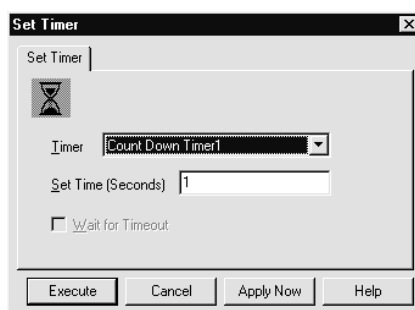 Set Timer
Set Timer
Timer Count Down Timer1
Set Time (Seconds) 1
Wait for Timeout
Execute Cancel Apply Now Help